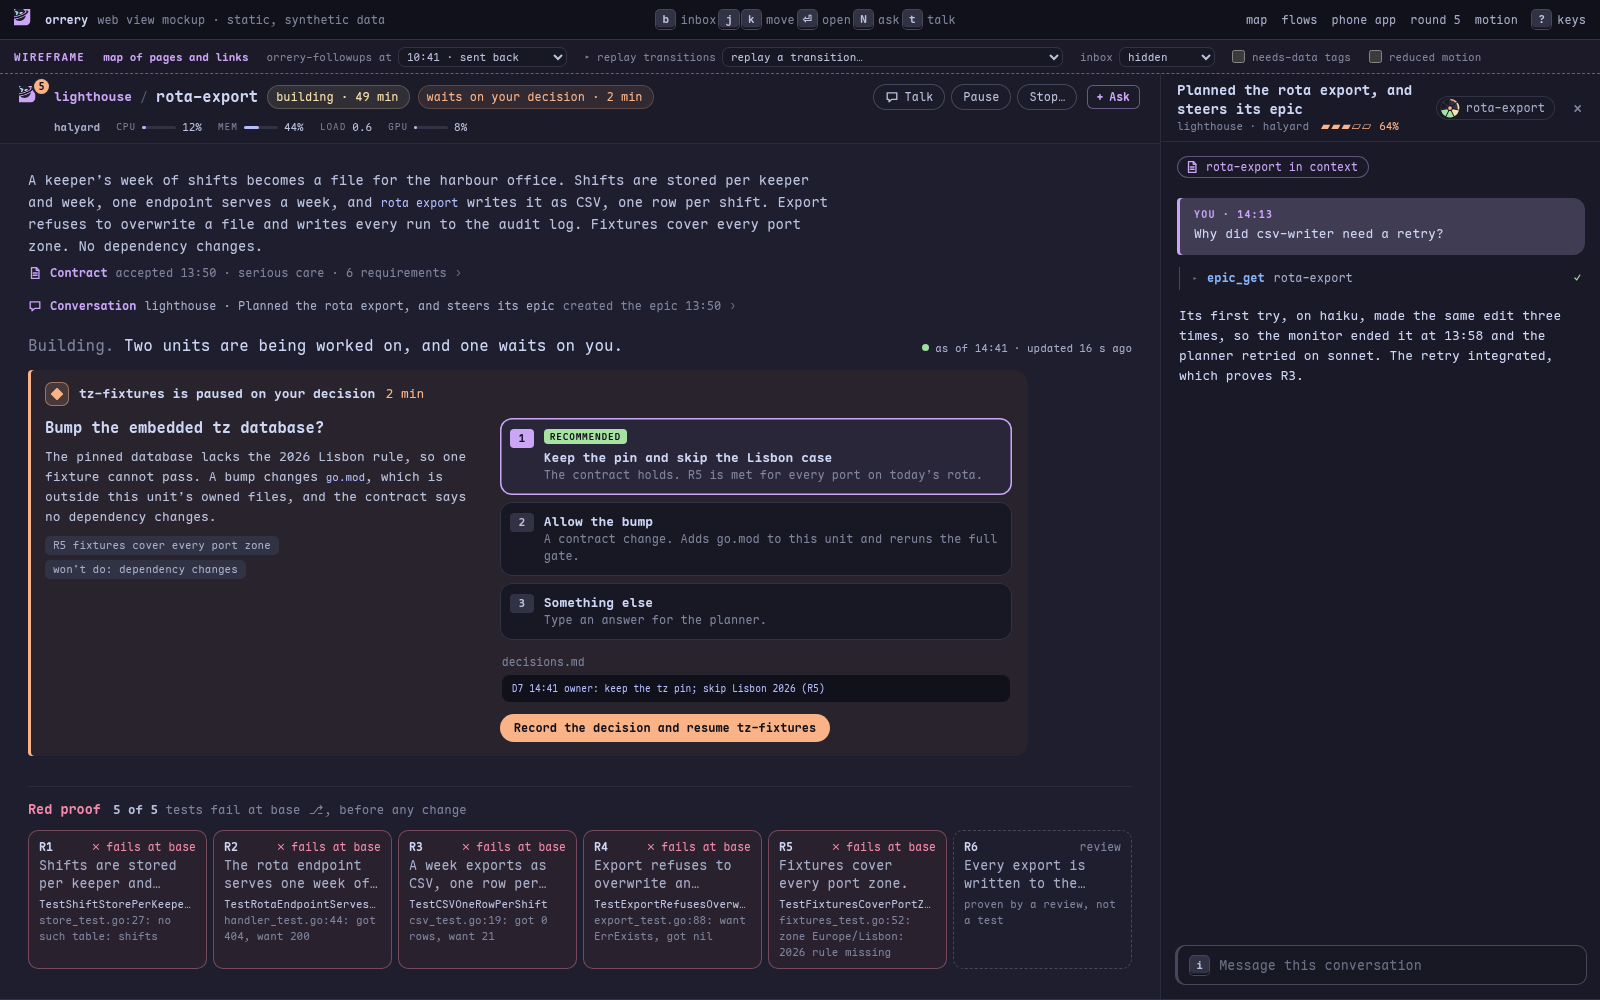 orrery web view mockup · static, synthetic data
b inbox j k move ⏎ open N ask t talk
map flows phone app round 5 motion ? keys
WIREFRAME map of pages and links orrery-followups at 10:41 · sent back ▸ replay transitions replay a transition… inbox hidden needs-data tags reduced motion
5
lighthouse / rota-export building · 49 min waits on your decision · 2 min
Talk Pause Stop… + Ask
halyard CPU 12% MEM 44% LOAD 0.6 GPU 8%
A keeper's week of shifts becomes a file for the harbour office. Shifts are stored per keeper
and week, one endpoint serves a week, and rota export writes it as CSV, one row per shift. Export
refuses to overwrite a file and writes every run to the audit log. Fixtures cover every port
zone. No dependency changes.
Contract accepted 13:50 · serious care · 6 requirements ›
Conversation lighthouse · Planned the rota export, and steers its epic created the epic 13:50 ›
Building. Two units are being worked on, and one waits on you.
as of 14:41 · updated 16 s ago
tz-fixtures is paused on your decision 2 min
Bump the embedded tz database?
The pinned database lacks the 2026 Lisbon rule, so one
fixture cannot pass. A bump changes go.mod, which is
outside this unit's owned files, and the contract says
no dependency changes.
R5 fixtures cover every port zone
won't do: dependency changes
1 RECOMMENDED
Keep the pin and skip the Lisbon case
The contract holds. R5 is met for every port on today's rota.
2 Allow the bump
A contract change. Adds go.mod to this unit and reruns the full
gate.
3 Something else
Type an answer for the planner.
decisions.md
D7 14:41 owner: keep the tz pin; skip Lisbon 2026 (R5)
Record the decision and resume tz-fixtures
Red proof 5 of 5 tests fail at base ⎇, before any change
R1 × fails at base
Shifts are stored
per keeper and…
TestShiftStorePerKeepe…
store_test.go:27: no
such table: shifts
R2 × fails at base
The rota endpoint
serves one week of…
TestRotaEndpointServes…
handler_test.go:44: got
404, want 200
R3 × fails at base
A week exports as
CSV, one row per…
TestCSVOneRowPerShift
csv_test.go:19: got 0
rows, want 21
R4 × fails at base
Export refuses to
overwrite an…
TestExportRefusesOverw…
export_test.go:88: want
ErrExists, got nil
R5 × fails at base
Fixtures cover
every port zone.
TestFixturesCoverPortZ…
fixtures_test.go:52:
zone Europe/Lisbon:
2026 rule missing
R6 review
Every export is
written to the…
proven by a review, not
a test
Planned the rota export, and
steers its epic
lighthouse · halyard ▰▰▰▱▱ 64%
rota-export ×
rota-export in context
YOU · 14:13
Why did csv-writer need a retry?
▸ epic_get rota-export ✓
Its first try, on haiku, made the same edit three
times, so the monitor ended it at 13:58 and the
planner retried on sonnet. The retry integrated,
which proves R3.
i Message this conversation